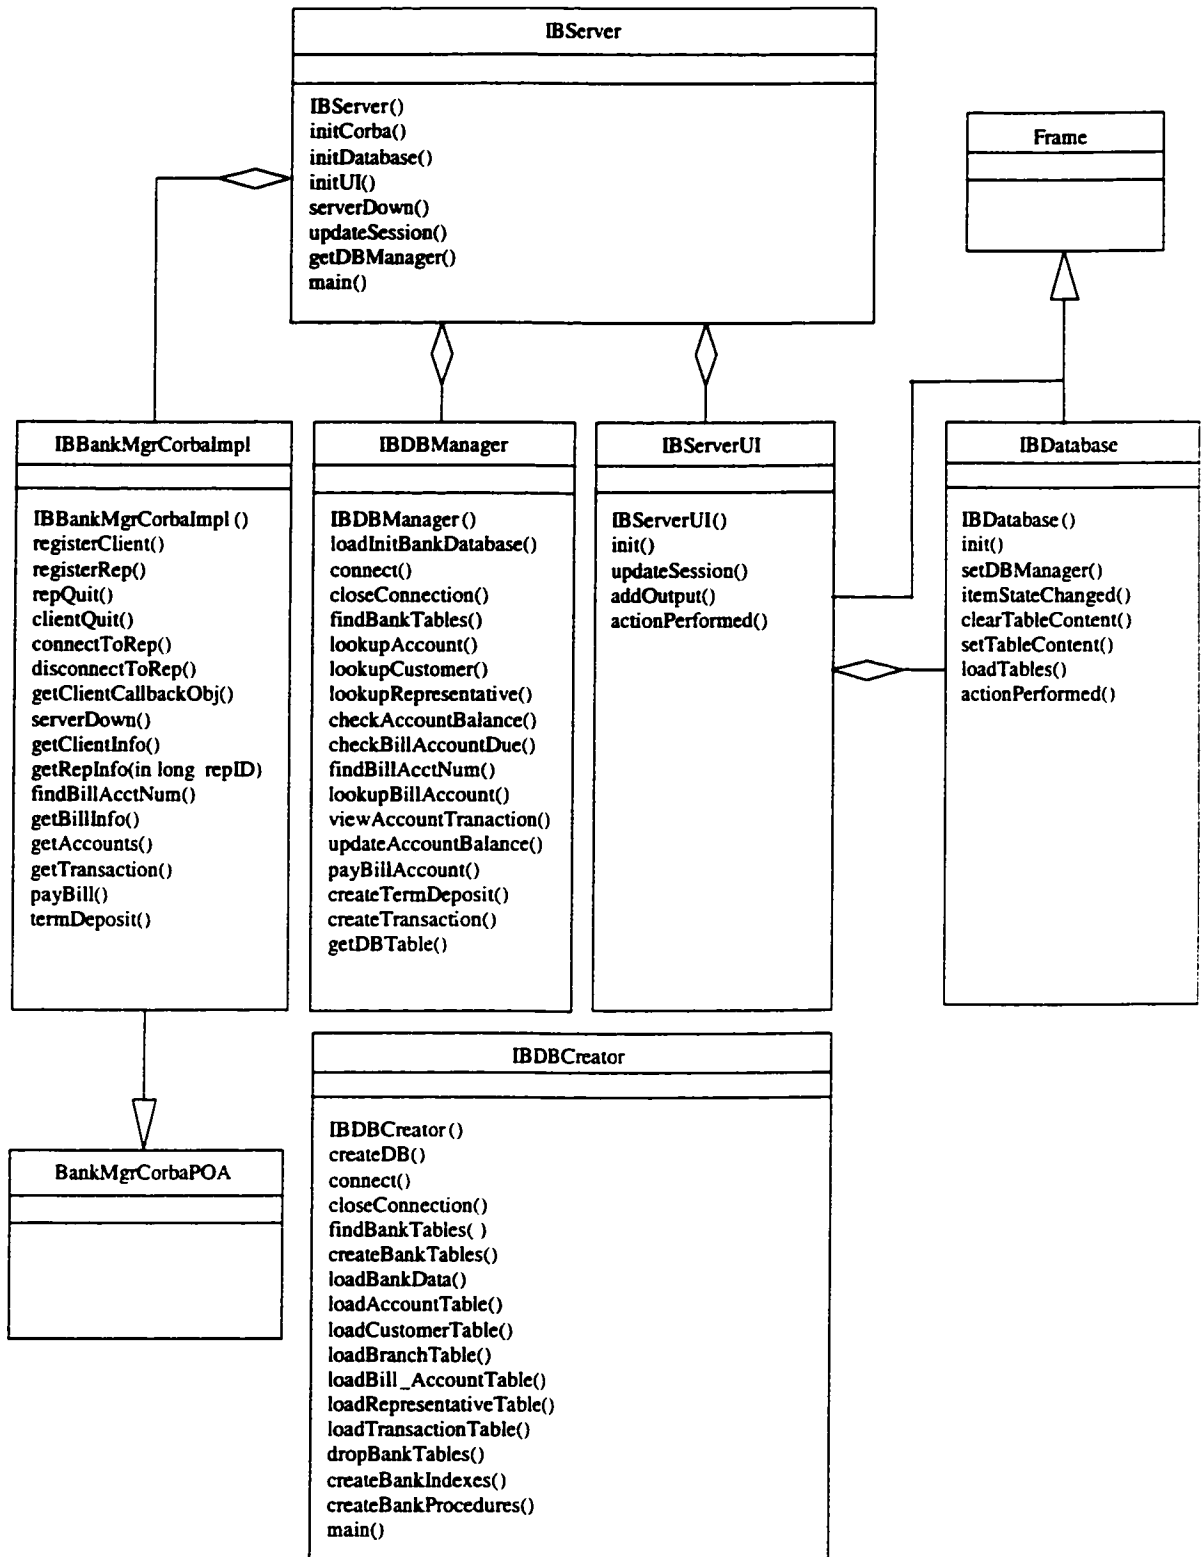 IBServer
IBServer()
initCorba()
initDatabase()
initUI()
serverDown()
updateSession()
getDBManager()
main()
Frame
IBBankMgrCorbaImpl
IBBankMgrCorbaImpl()
registerClient()
registerRep()
repQuit()
clientQuit()
connectToRep()
disconnectToRep()
getClientCallbackObj()
serverDown()
getClientInfo()
getRepInfo(in long repID)
findBillAcctNum()
getBillInfo()
getAccounts()
getTransaction()
payBill()
termDeposit()
IBDBManager
IBDBManager()
loadInitBankDatabase()
connect()
closeConnection()
findBankTables()
lookupAccount()
lookupCustomer()
lookupRepresentative()
checkAccountBalance()
checkBillAccountDue()
findBillAcctNum()
lookupBillAccount()
viewAccountTranaction()
updateAccountBalance()
payBillAccount()
createTermDeposit()
createTransaction()
getDBTable()
IBServerUI
IBServerUI()
init()
updateSession()
addOutput()
actionPerformed()
IBDatabase
IBDatabase()
init()
setDBManager()
itemStateChanged()
clearTableContent()
setTableContent()
loadTables()
actionPerformed()
BankMgrCorbaPOA
IBDBCreator
IBDBCreator()
createDB()
connect()
closeConnection()
findBankTables( )
createBankTables()
loadBankData()
loadAccountTable()
loadCustomerTable()
loadBranchTable()
loadBill_AccountTable()
loadRepresentativeTable()
loadTransactionTable()
dropBankTables()
createBankIndexes()
createBankProcedures()
main()